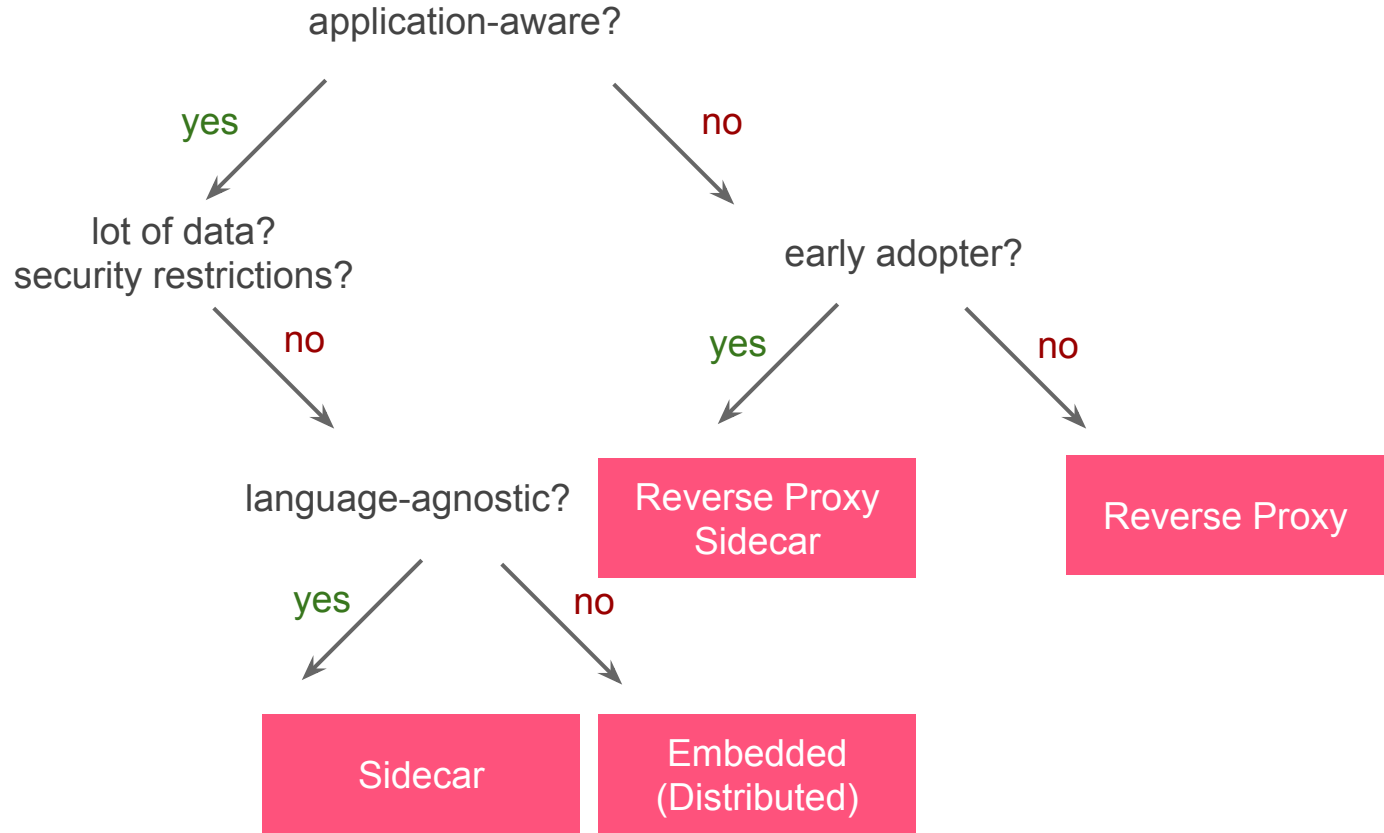 application-aware?
yes
no
lot of data?
security restrictions?
early adopter?
no
yes
no
language-agnostic?
Reverse Proxy
Sidecar
Reverse Proxy
yes
no
Sidecar
Embedded
(Distributed)